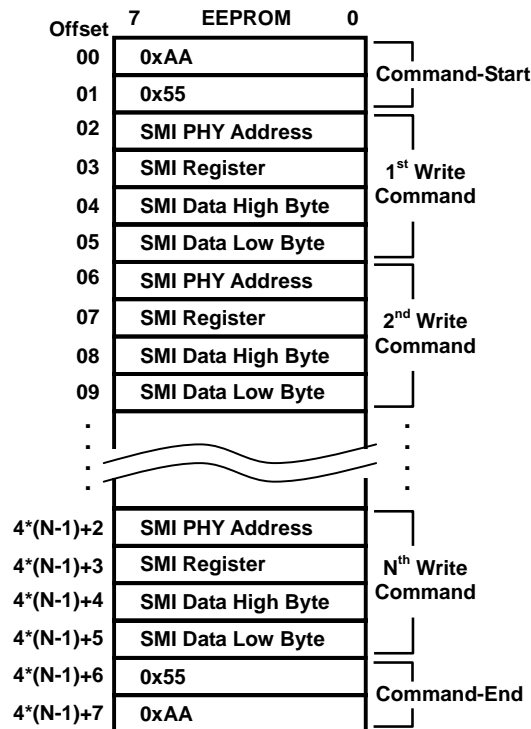 7 EEPROM 0
Offset
00 0xAA
Command-Start
01 0x55
02 SMI PHY Address
03 SMI Register
1st Write
Command
04 SMI Data High Byte
05 SMI Data Low Byte
06 SMI PHY Address
07 SMI Register
2nd Write
Command
08 SMI Data High Byte
09 SMI Data Low Byte
4*(N-1)+2 SMI PHY Address
4*(N-1)+3 SMI Register
Nth Write
Command
4*(N-1)+4 SMI Data High Byte
4*(N-1)+5 SMI Data Low Byte
4*(N-1)+6 0x55
Command-End
4*(N-1)+7 0xAA